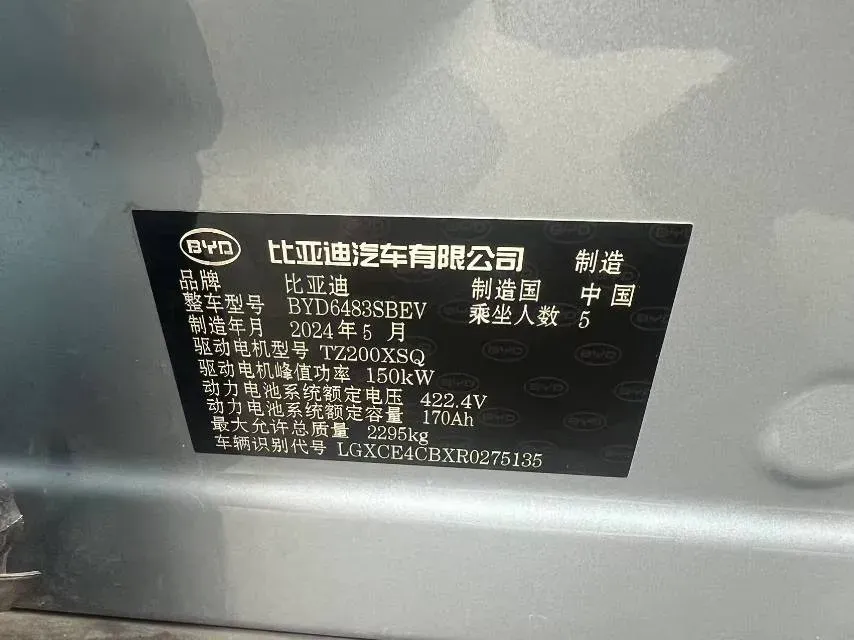 BYD 比亚迪汽车有限公司 制造
品牌 比亚迪 制造国 中国
整车型号 BYD6483SBEV 乘坐人数 5
制造年月 2024年5月
驱动电机型号 TZ200XSQ
驱动电机峰值功率 150kW
动力电池系统额定电压 422.4V
动力电池系统额定容量 170Ah
最大允许总质量 2295kg
车辆识别代号 LGXCE4CBXR0275135